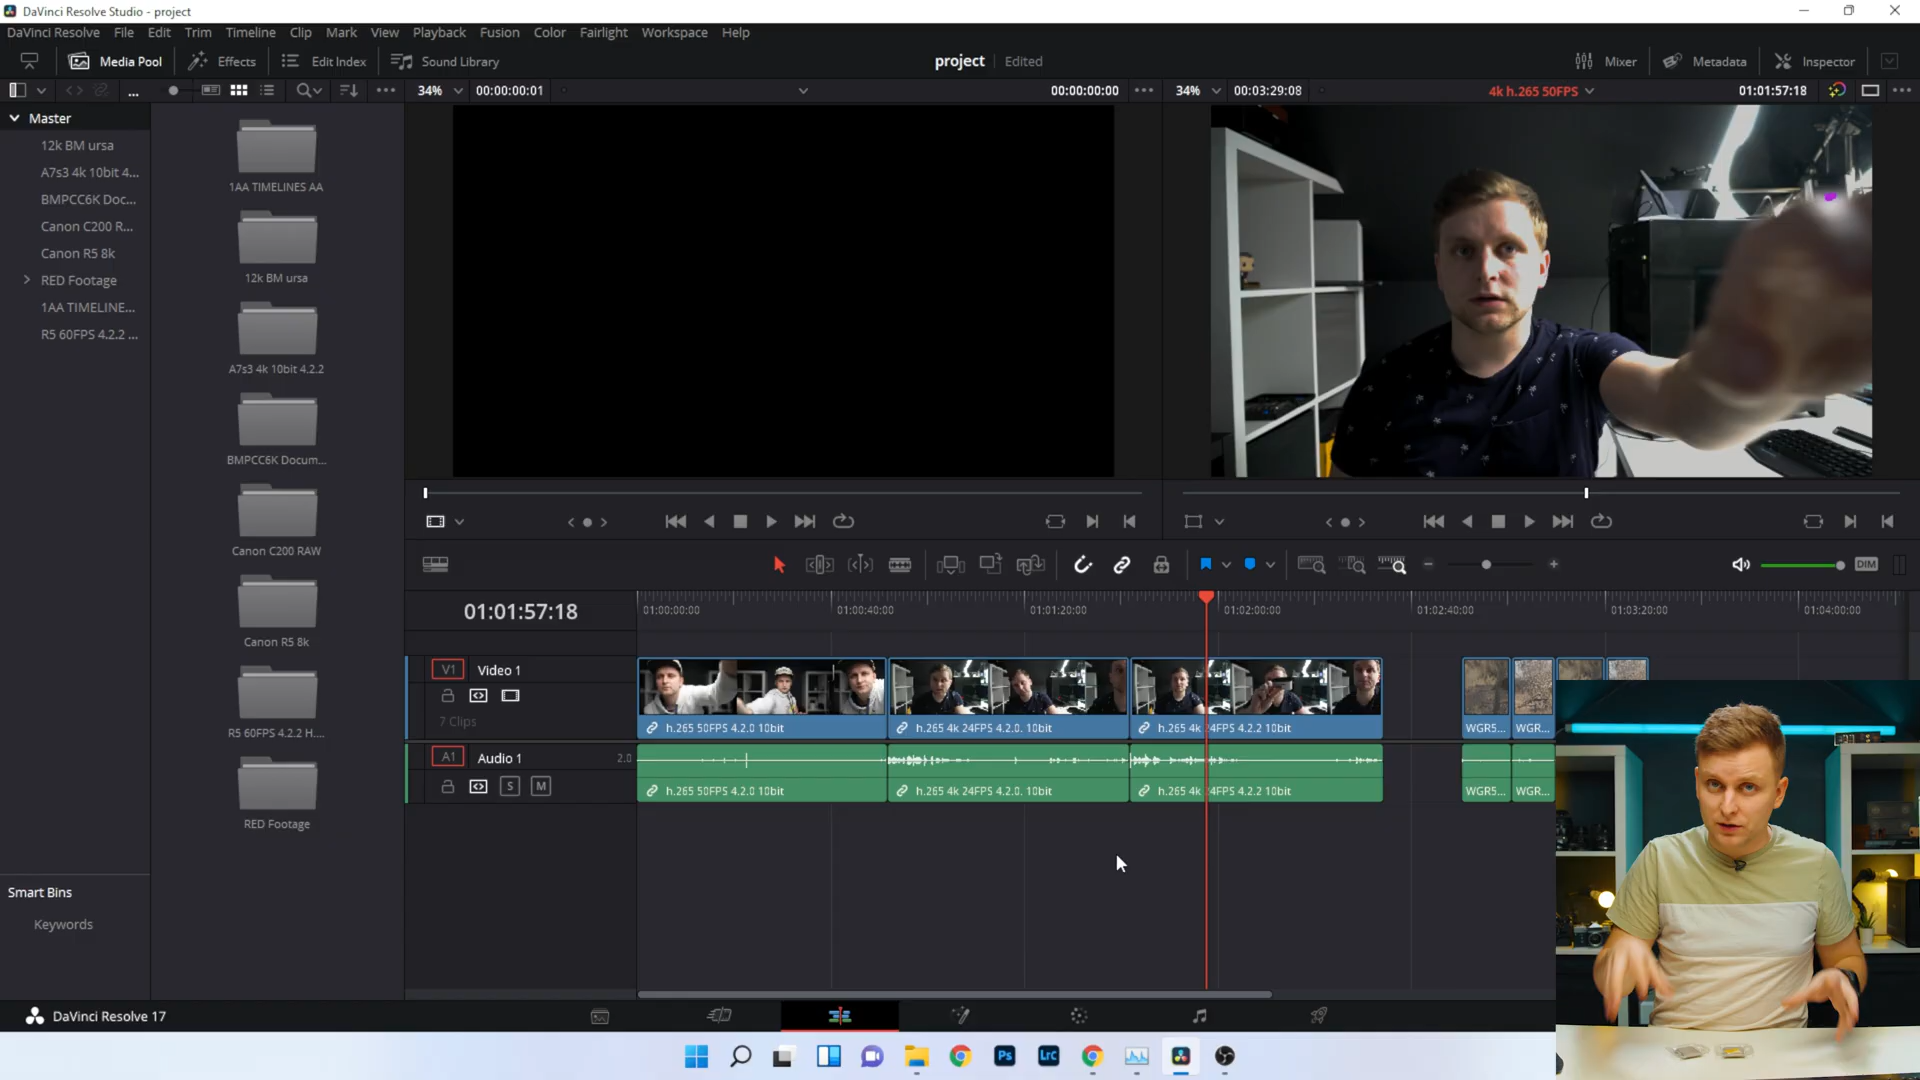 DaVinci Resolve Studio - project
DaVinci Resolve File Edit Trim Timeline Clip Mark View Playback Fusion Color Fairlight Workspace Help
Media Pool Effects Edit Index Sound Library project Edited Mixer Metadata Inspector
34% 00:00:00:01 00:00:00:00 34% 00:03:29:08 4k h.265 50FPS 01:01:57:18
Master
12k BM ursa
A7s3 4k 10bit 4...
BMPCC6K Doc...
Canon C200 R...
Canon R5 8k
RED Footage
1AA TIMELINE...
R5 60FPS 4.2.2 ...
1AA TIMELINES AA
12k BM ursa
A7s3 4k 10bit 4.2.2
BMPCC6K Docum...
Canon C200 RAW
Canon R5 8k
R5 60FPS 4.2.2 H....
RED Footage
Smart Bins
Keywords
DIM
01:01:57:18
01:00:00:00 01:00:40:00 01:01:20:00 01:02:00:00 01:02:40:00 01:03:20:00 01:04:00:00
V1 Video 1
7 Clips
h.265 50FPS 4.2.0 10bit h.265 4k 24FPS 4.2.0. 10bit h.265 4k 24FPS 4.2.2 10bit WGR5... WGR...
A1 Audio 1 2.0
S M
h.265 50FPS 4.2.0 10bit h.265 4k 24FPS 4.2.0. 10bit h.265 4k 24FPS 4.2.2 10bit WGR5... WGR...
DaVinci Resolve 17
Ps LrC